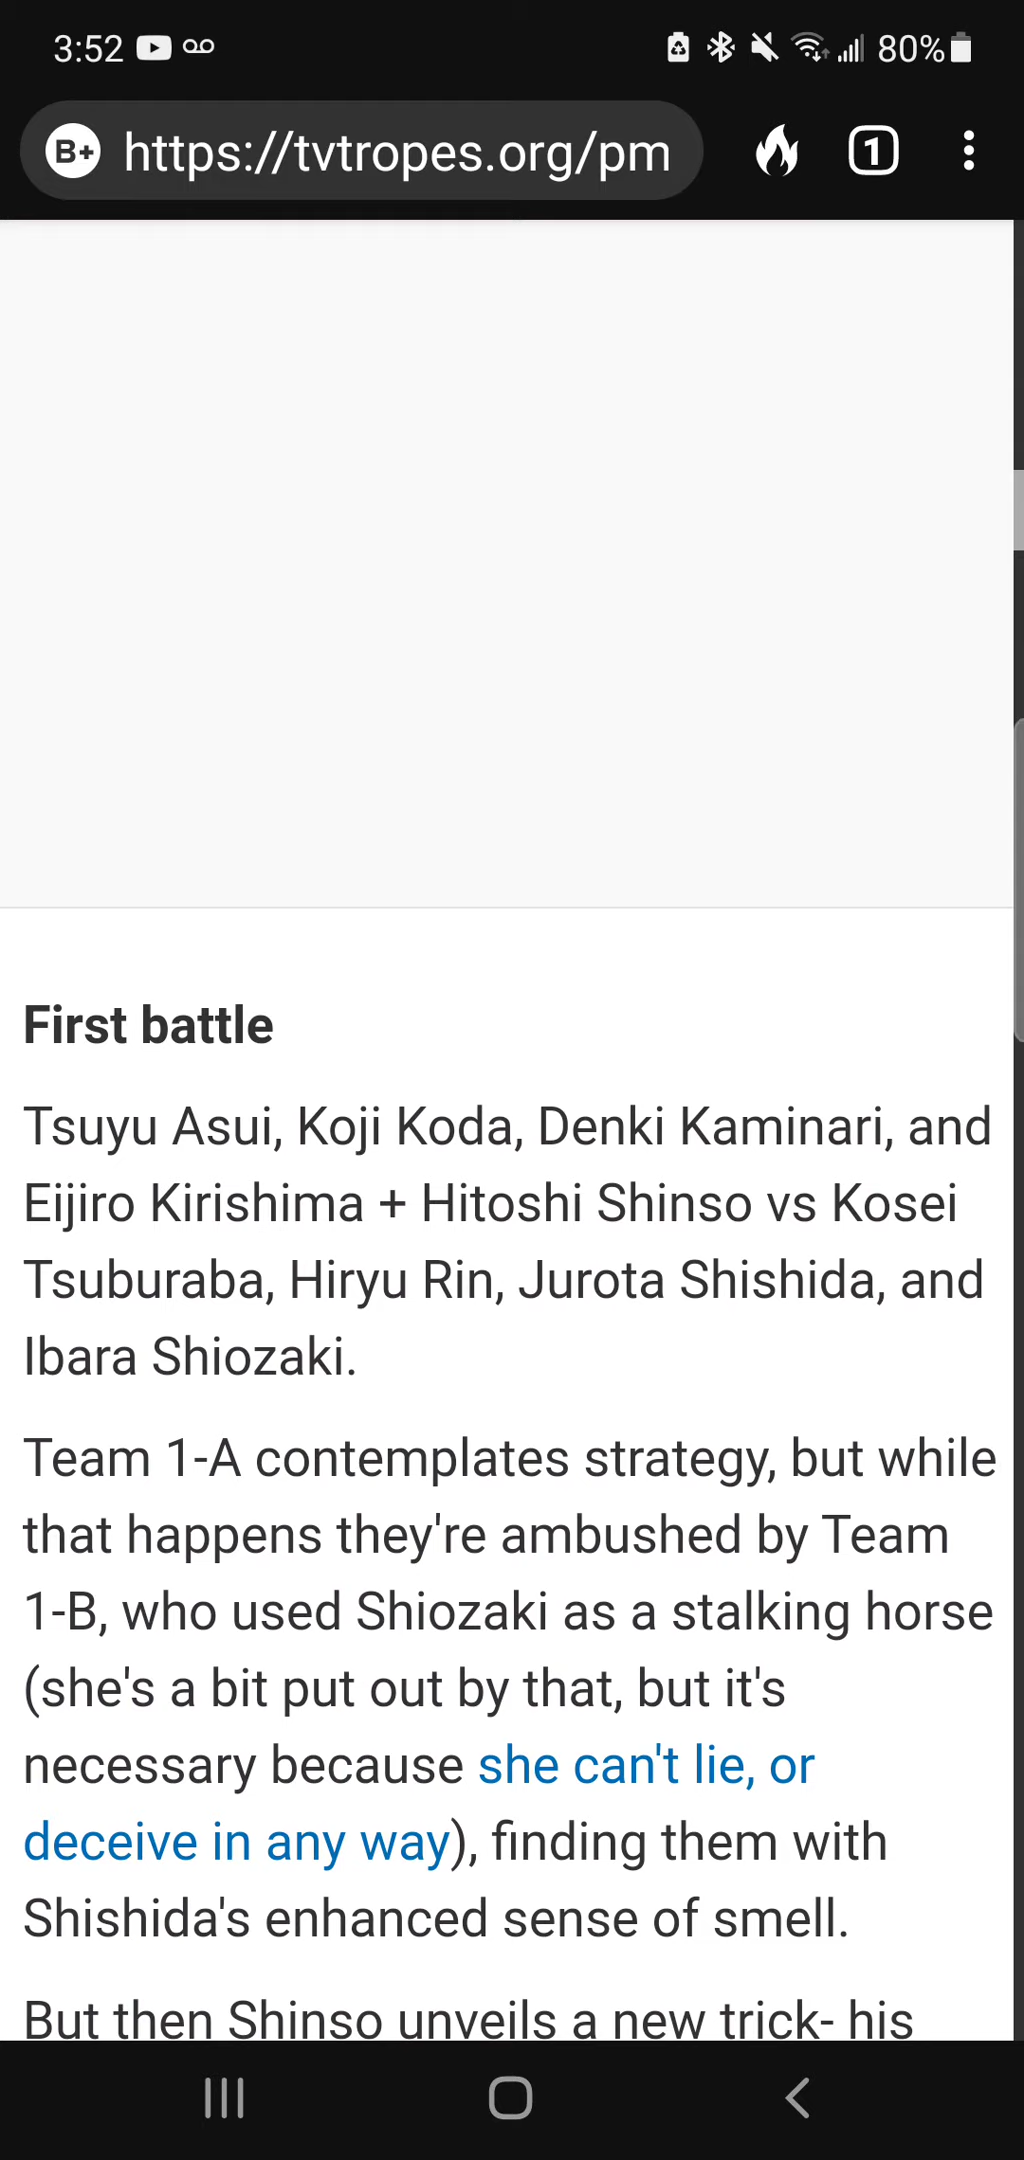 3:52 80%
B+ https://tvtropes.org/pm 1
First battle
Tsuyu Asui, Koji Koda, Denki Kaminari, and
Eijiro Kirishima + Hitoshi Shinso vs Kosei
Tsuburaba, Hiryu Rin, Jurota Shishida, and
Ibara Shiozaki.
Team 1-A contemplates strategy, but while
that happens they're ambushed by Team
1-B, who used Shiozaki as a stalking horse
(she's a bit put out by that, but it's
necessary because she can't lie, or
deceive in any way), finding them with
Shishida's enhanced sense of smell.
But then Shinso unveils a new trick- his